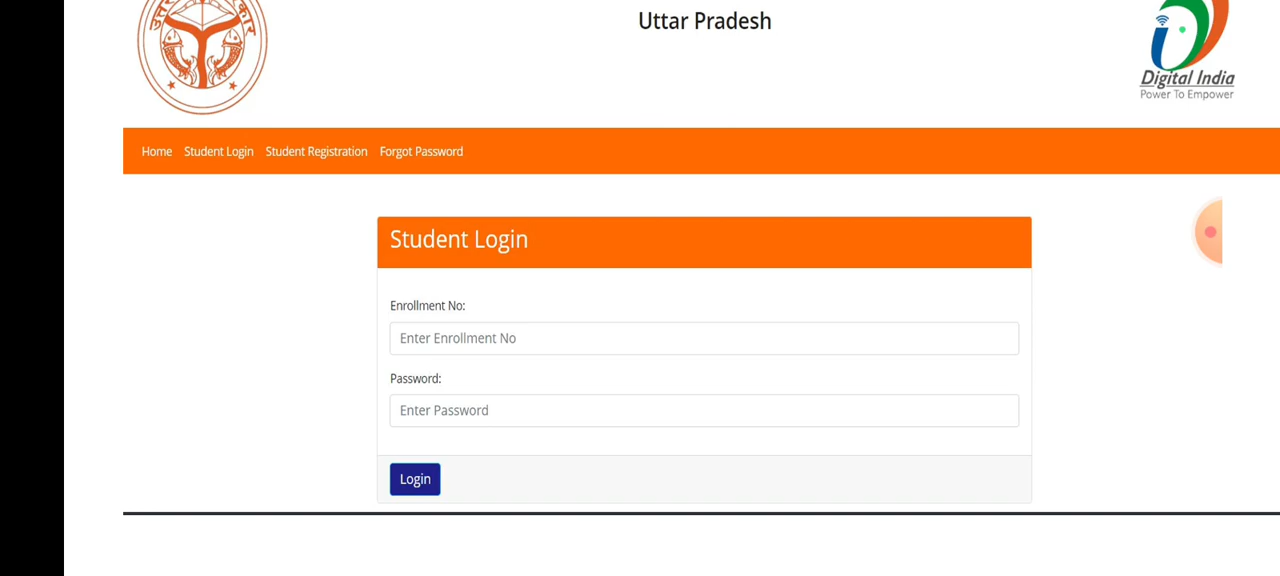 Uttar Pradesh
Digital India
Power To Empower
Home Student Login Student Registration Forgot Password
Student Login
Enrollment No:
Enter Enrollment No
Password:
Enter Password
Login